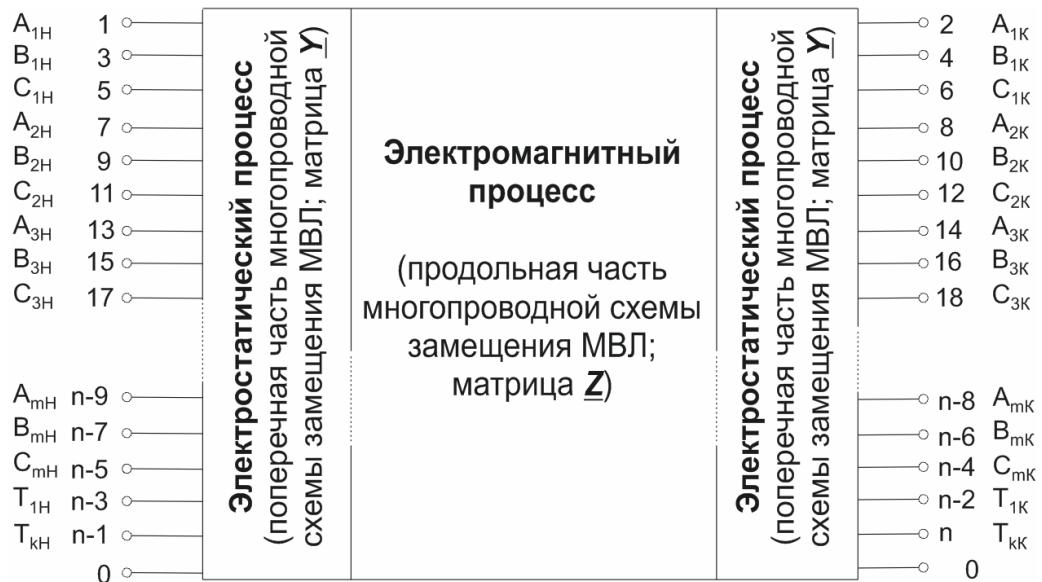 A1Н 1
B1Н 3
C1Н 5
A2Н 7
B2Н 9
C2Н 11
A3Н 13
B3Н 15
C3Н 17
AmН n-9
BmН n-7
CmН n-5
T1Н n-3
TkН n-1
0
Электростатический процесс
(поперечная часть многопроводной
схемы замещения МВЛ; матрица Y)
Электромагнитный
процесс
(продольная часть
многопроводной схемы
замещения МВЛ;
матрица Z)
Электростатический процесс
(поперечная часть многопроводной
схемы замещения МВЛ; матрица Y)
2 A1К
4 B1К
6 C1К
8 A2К
10 B2К
12 C2К
14 A3К
16 B3К
18 C3К
n-8 AmК
n-6 BmК
n-4 CmК
n-2 T1К
n TkК
0